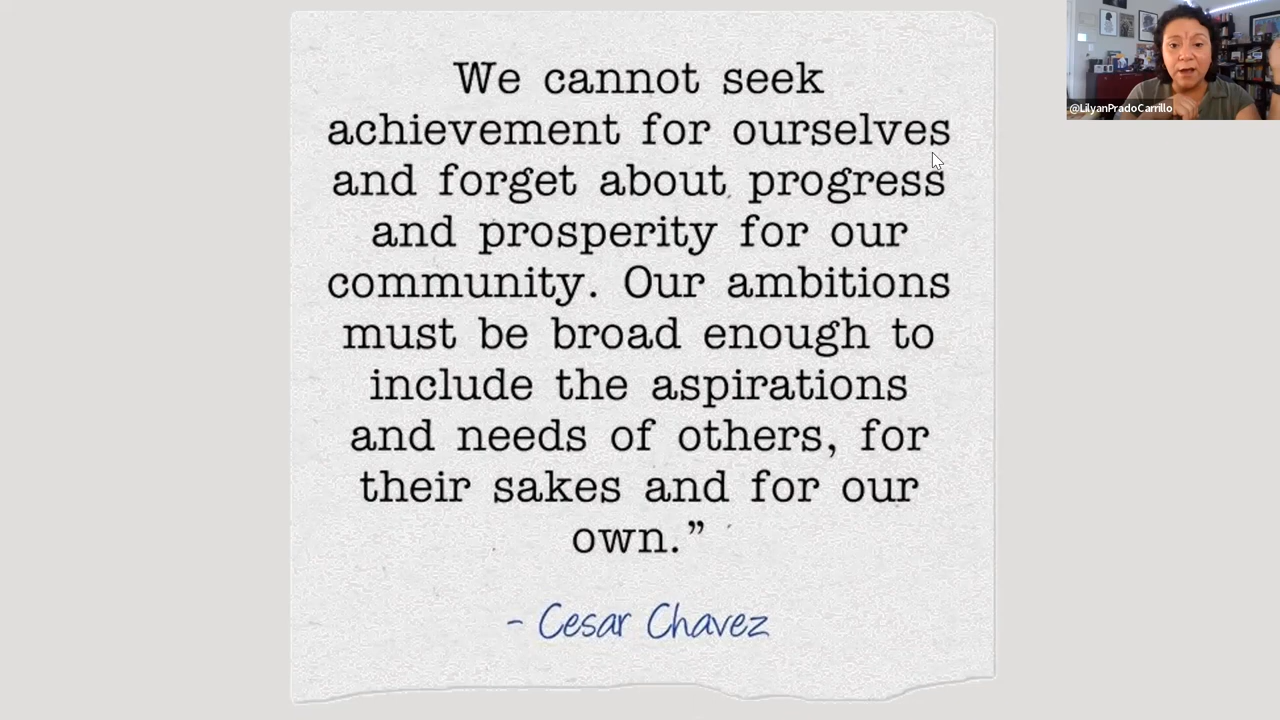 We cannot seek
achievement for ourselves
and forget about progress
and prosperity for our
community. Our ambitions
must be broad enough to
include the aspirations
and needs of others, for
their sakes and for our
own.”
- Cesar Chavez
@LilyanPradoCarrillo